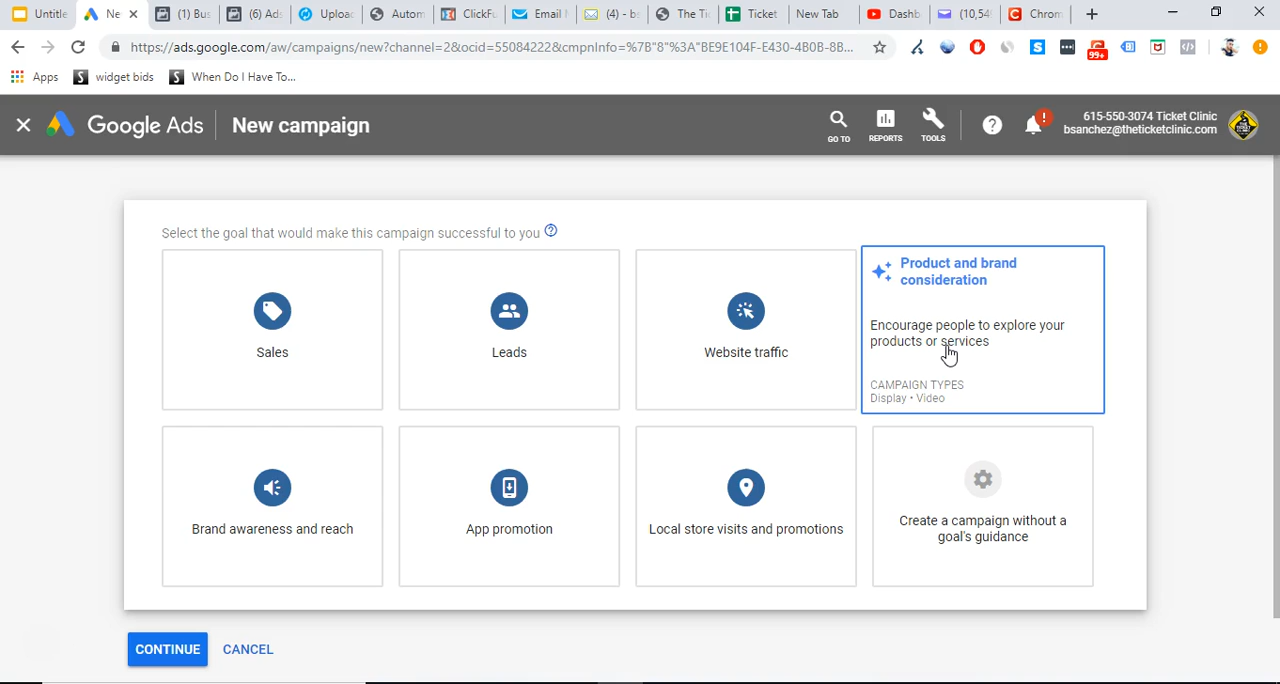 Untitle
Ne
(1) Bus
(6) Ads
Upload
Autom
ClickFu
Email M
(4) - bs
The Tic
Ticket
New Tab
Dashb
(10,54
Chrom
https://ads.google.com/aw/campaigns/new?channel=2&ocid=55084222&cmpnInfo=%7B"8"%3A"BE9E104F-E430-4B0B-8B...
99+
Apps
widget bids
When Do I Have To...
Google Ads
New campaign
GO TO
REPORTS
TOOLS
615-550-3074 Ticket Clinic
bsanchez@theticketclinic.com
Select the goal that would make this campaign successful to you
Sales
Leads
Website traffic
Product and brand
consideration
Encourage people to explore your
products or services
CAMPAIGN TYPES
Display • Video
Brand awareness and reach
App promotion
Local store visits and promotions
Create a campaign without a
goal's guidance
CONTINUE
CANCEL